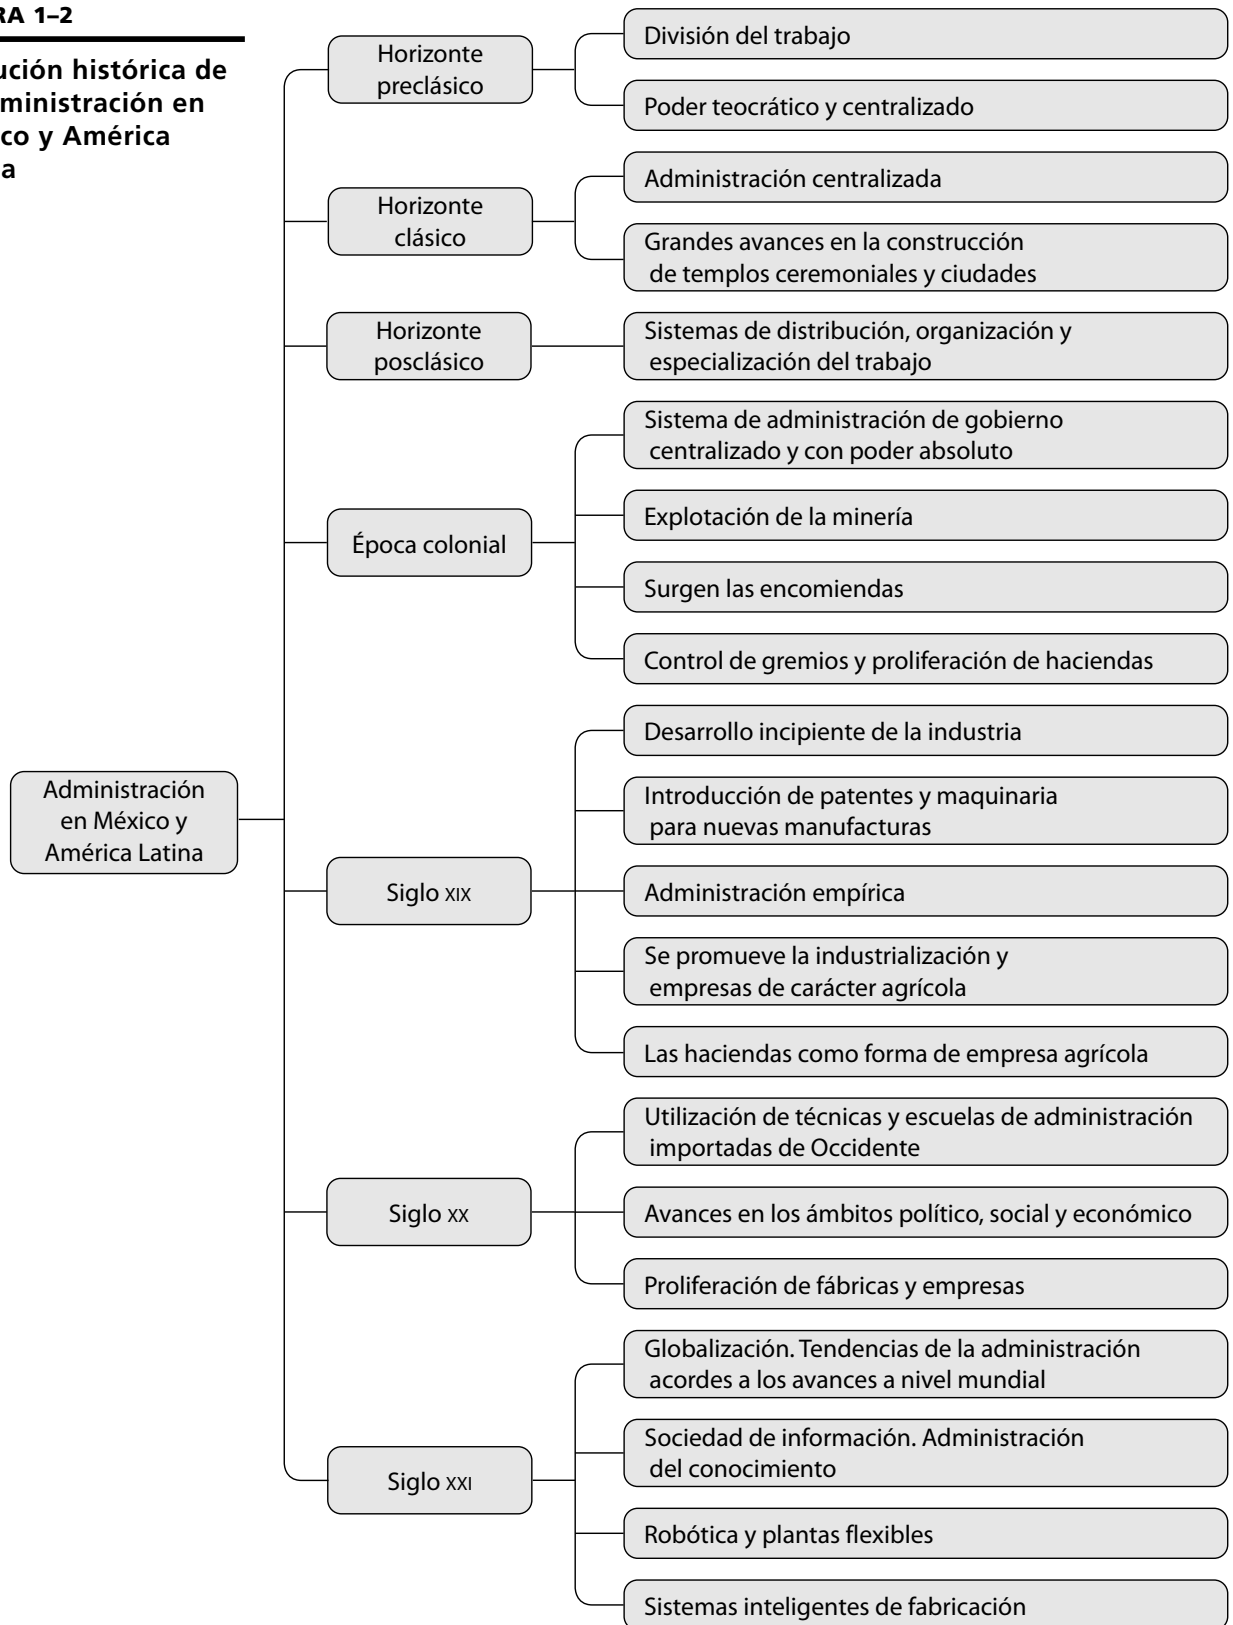 RA 1–2
ución histórica de
ministración en
co y América
a
Horizonte
preclásico
División del trabajo
Poder teocrático y centralizado
Horizonte
clásico
Administración centralizada
Grandes avances en la construcción
de templos ceremoniales y ciudades
Horizonte
posclásico
Sistemas de distribución, organización y
especialización del trabajo
Época colonial
Sistema de administración de gobierno
centralizado y con poder absoluto
Explotación de la minería
Surgen las encomiendas
Control de gremios y proliferación de haciendas
Administración
en México y
América Latina
Siglo XIX
Desarrollo incipiente de la industria
Introducción de patentes y maquinaria
para nuevas manufacturas
Administración empírica
Se promueve la industrialización y
empresas de carácter agrícola
Las haciendas como forma de empresa agrícola
Siglo XX
Utilización de técnicas y escuelas de administración
importadas de Occidente
Avances en los ámbitos político, social y económico
Proliferación de fábricas y empresas
Siglo XXI
Globalización. Tendencias de la administración
acordes a los avances a nivel mundial
Sociedad de información. Administración
del conocimiento
Robótica y plantas flexibles
Sistemas inteligentes de fabricación